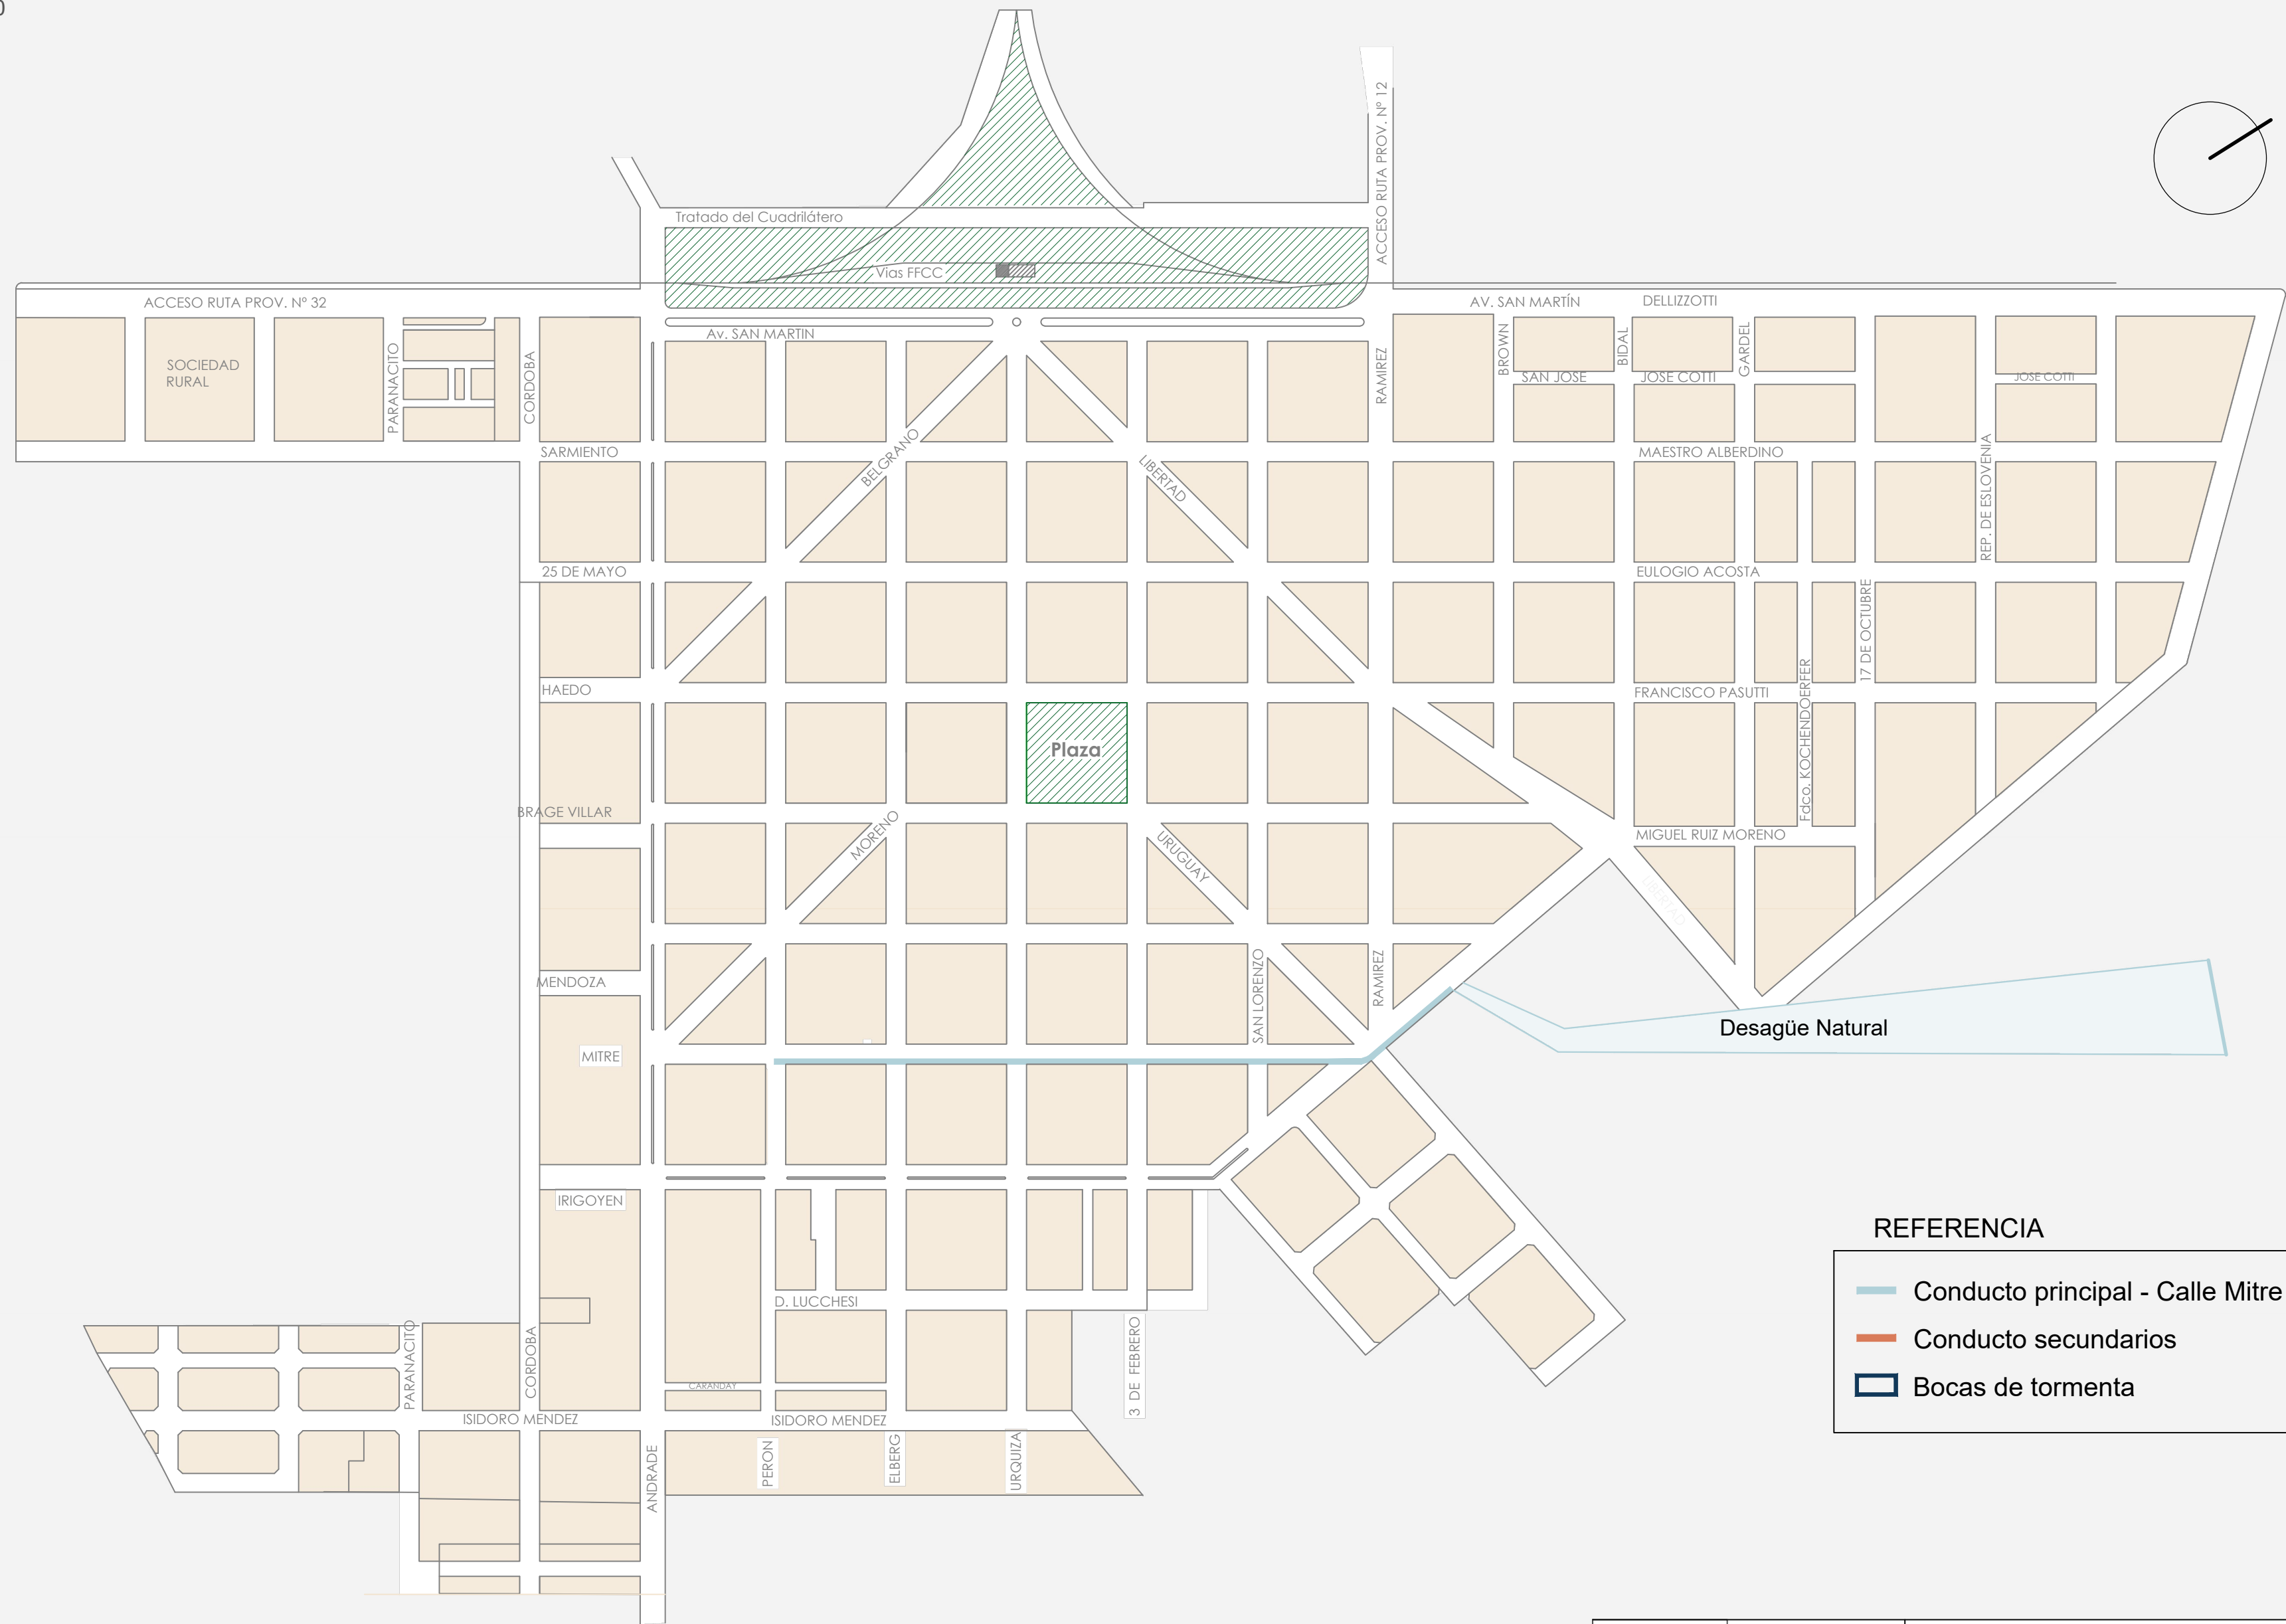 0
ACCESO RUTA PROV. Nº 12
Tratado del Cuadrilátero
Vias FFCC
ACCESO RUTA PROV. Nº 32
AV. SAN MARTÍN
DELLIZZOTTI
Av. SAN MARTIN
SOCIEDAD
RURAL
PARANACITO
CORDOBA
RAMIREZ
BROWN
BIDAL
GARDEL
SAN JOSE
JOSE COTTI
JOSE COTTI
SARMIENTO
BELGRANO
LIBERTAD
MAESTRO ALBERDINO
REP. DE ESLOVENIA
25 DE MAYO
EULOGIO ACOSTA
17 DE OCTUBRE
HAEDO
FRANCISCO PASUTTI
Fdco. KOCHENDOERFER
Plaza
BRAGE VILLAR
MORENO
URUGUAY
MIGUEL RUIZ MORENO
LIBERTAD
MENDOZA
SAN LORENZO
RAMIREZ
Desagüe Natural
MITRE
IRIGOYEN
REFERENCIA
Conducto principal - Calle Mitre
Conducto secundarios
Bocas de tormenta
D. LUCCHESI
PARANACITO
CORDOBA
3 DE FEBRERO
CARANDAY
ISIDORO MENDEZ
ISIDORO MENDEZ
ANDRADE
PERON
ELBERG
URQUIZA